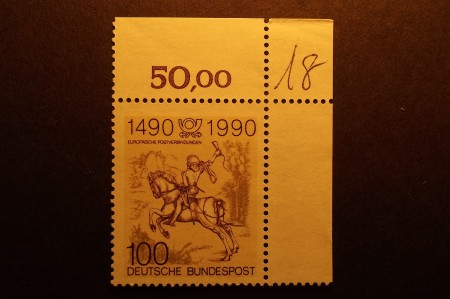 50,00 18
1490 1990
EUROPÄISCHE POSTVERBINDUNGEN
100
DEUTSCHE BUNDESPOST